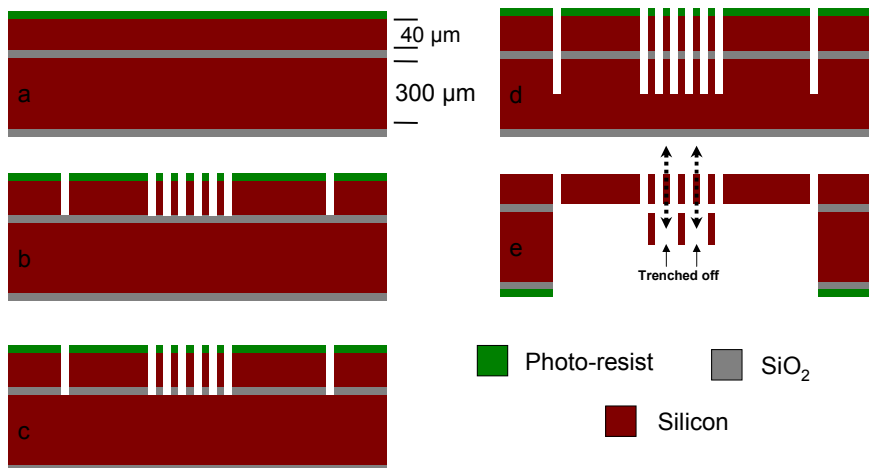 a
40 µm
300 µm
b
c
d
e
Trenched off
Photo-resist
SiO₂
Silicon